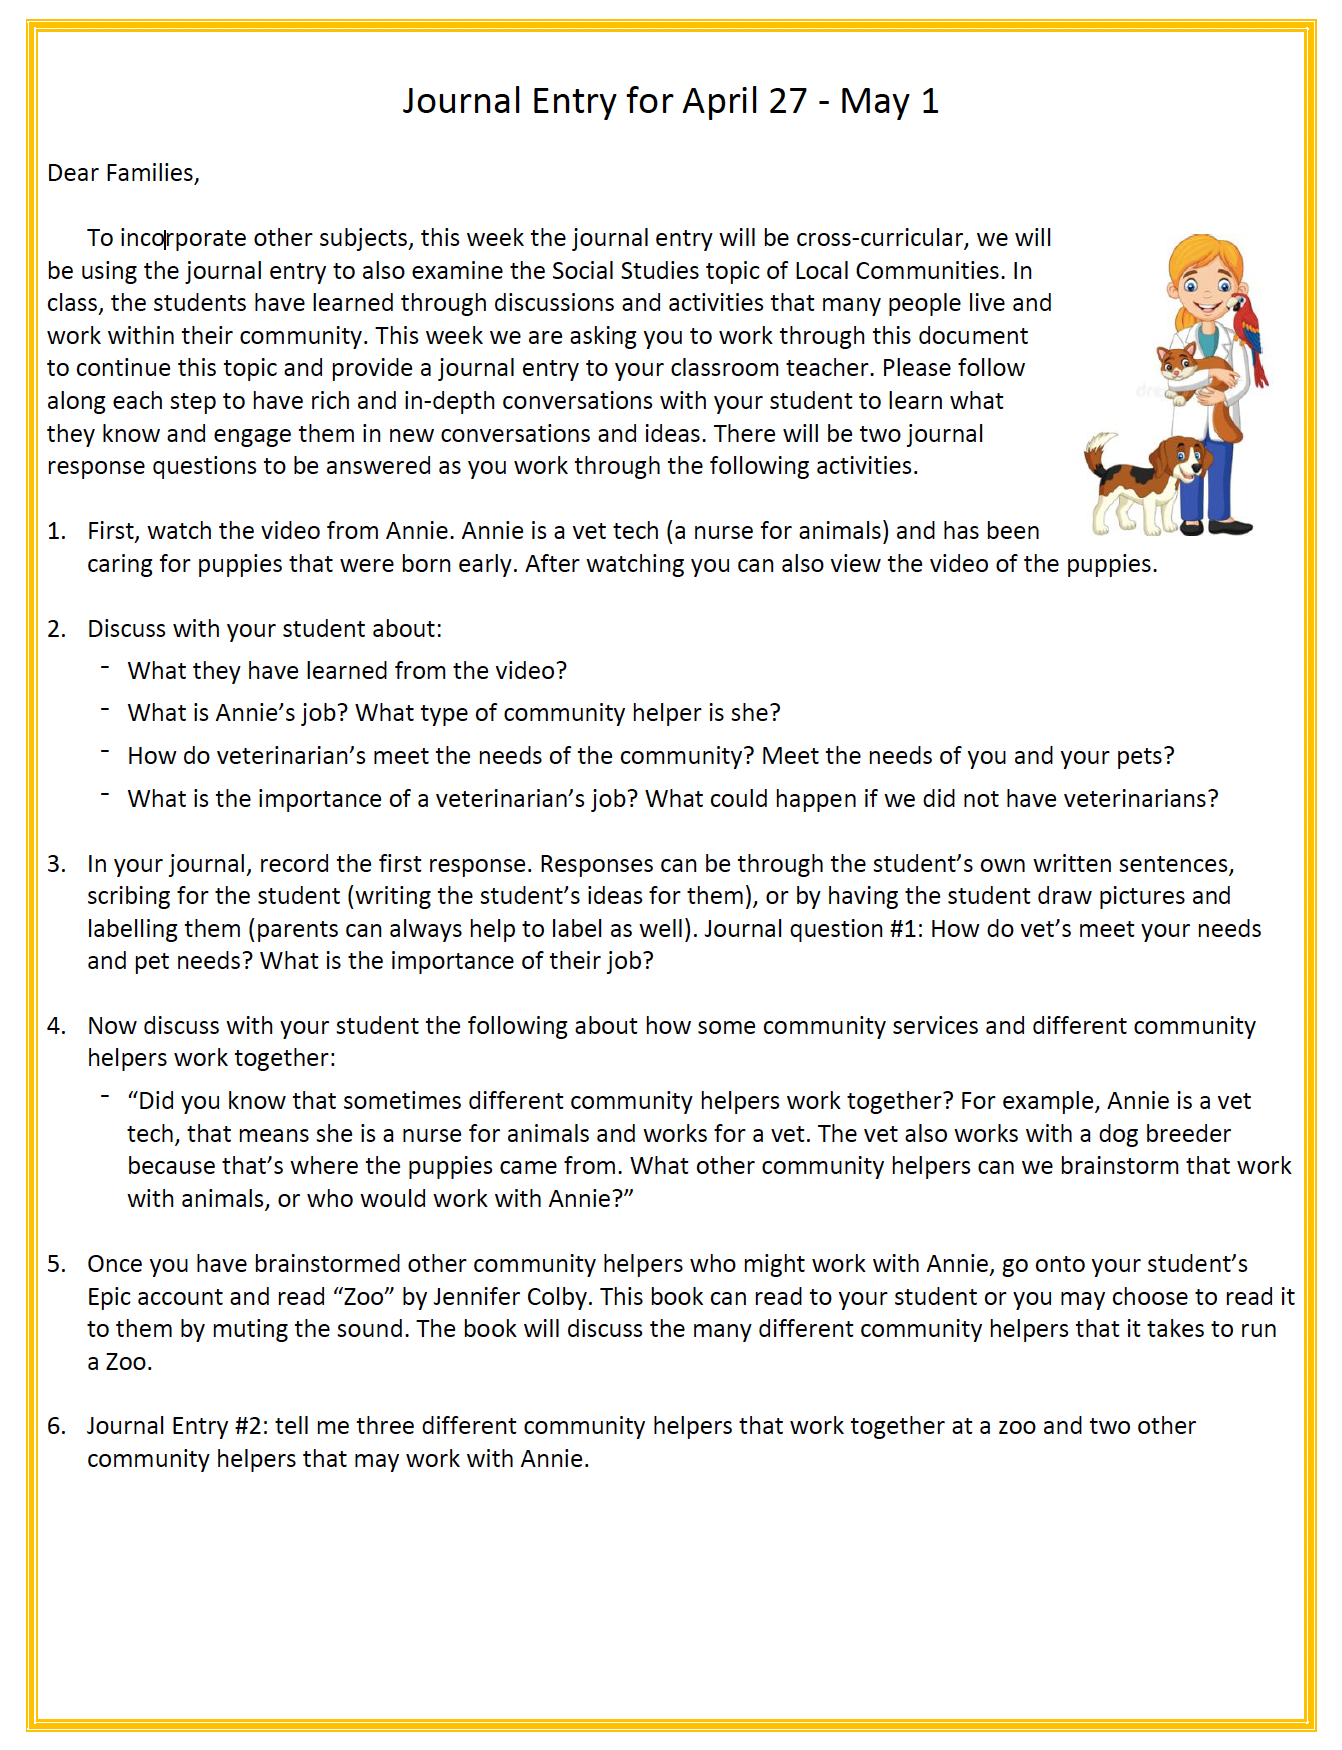 Journal Entry for April 27 - May 1
Dear Families,
To incorporate other subjects, this week the journal entry will be cross-curricular, we will
be using the journal entry to also examine the Social Studies topic of Local Communities. In
class, the students have learned through discussions and activities that many people live and
work within their community. This week we are asking you to work through this document
to continue this topic and provide a journal entry to your classroom teacher. Please follow
along each step to have rich and in-depth conversations with your student to learn what
they know and engage them in new conversations and ideas. There will be two journal
response questions to be answered as you work through the following activities.
1. First, watch the video from Annie. Annie is a vet tech (a nurse for animals) and has been
caring for puppies that were born early. After watching you can also view the video of the puppies.
2. Discuss with your student about:
- What they have learned from the video?
- What is Annie’s job? What type of community helper is she?
- How do veterinarian’s meet the needs of the community? Meet the needs of you and your pets?
- What is the importance of a veterinarian’s job? What could happen if we did not have veterinarians?
3. In your journal, record the first response. Responses can be through the student’s own written sentences,
scribing for the student (writing the student’s ideas for them), or by having the student draw pictures and
labelling them (parents can always help to label as well). Journal question #1: How do vet’s meet your needs
and pet needs? What is the importance of their job?
4. Now discuss with your student the following about how some community services and different community
helpers work together:
- “Did you know that sometimes different community helpers work together? For example, Annie is a vet
tech, that means she is a nurse for animals and works for a vet. The vet also works with a dog breeder
because that’s where the puppies came from. What other community helpers can we brainstorm that work
with animals, or who would work with Annie?”
5. Once you have brainstormed other community helpers who might work with Annie, go onto your student’s
Epic account and read “Zoo” by Jennifer Colby. This book can read to your student or you may choose to read it
to them by muting the sound. The book will discuss the many different community helpers that it takes to run
a Zoo.
6. Journal Entry #2: tell me three different community helpers that work together at a zoo and two other
community helpers that may work with Annie.